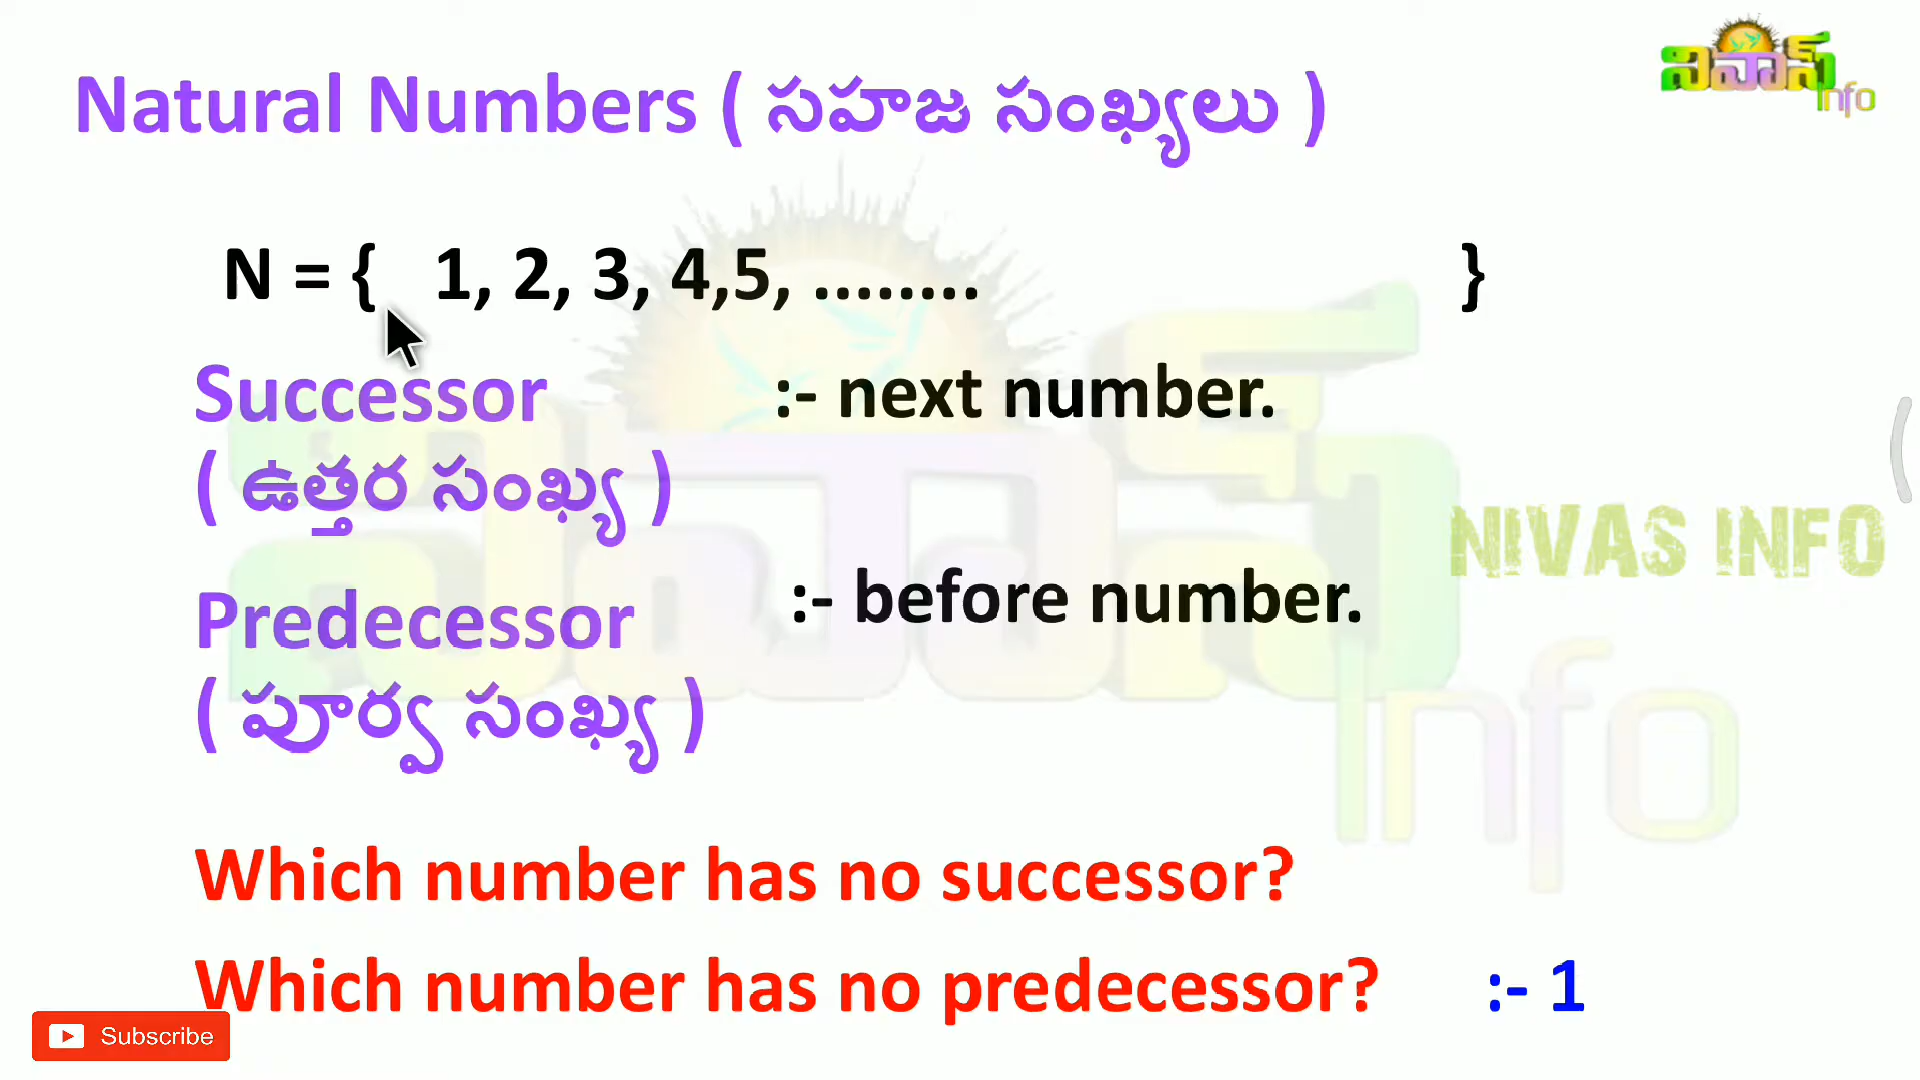 నివాస్
Info
Natural Numbers ( సహజ సంఖ్యలు )
N = { 1, 2, 3, 4,5, ........ }
Successor :- next number.
( ఉత్తర సంఖ్య )
NIVAS INFO
Predecessor :- before number.
( పూర్వ సంఖ్య )
Which number has no successor?
Which number has no predecessor? :- 1
Subscribe